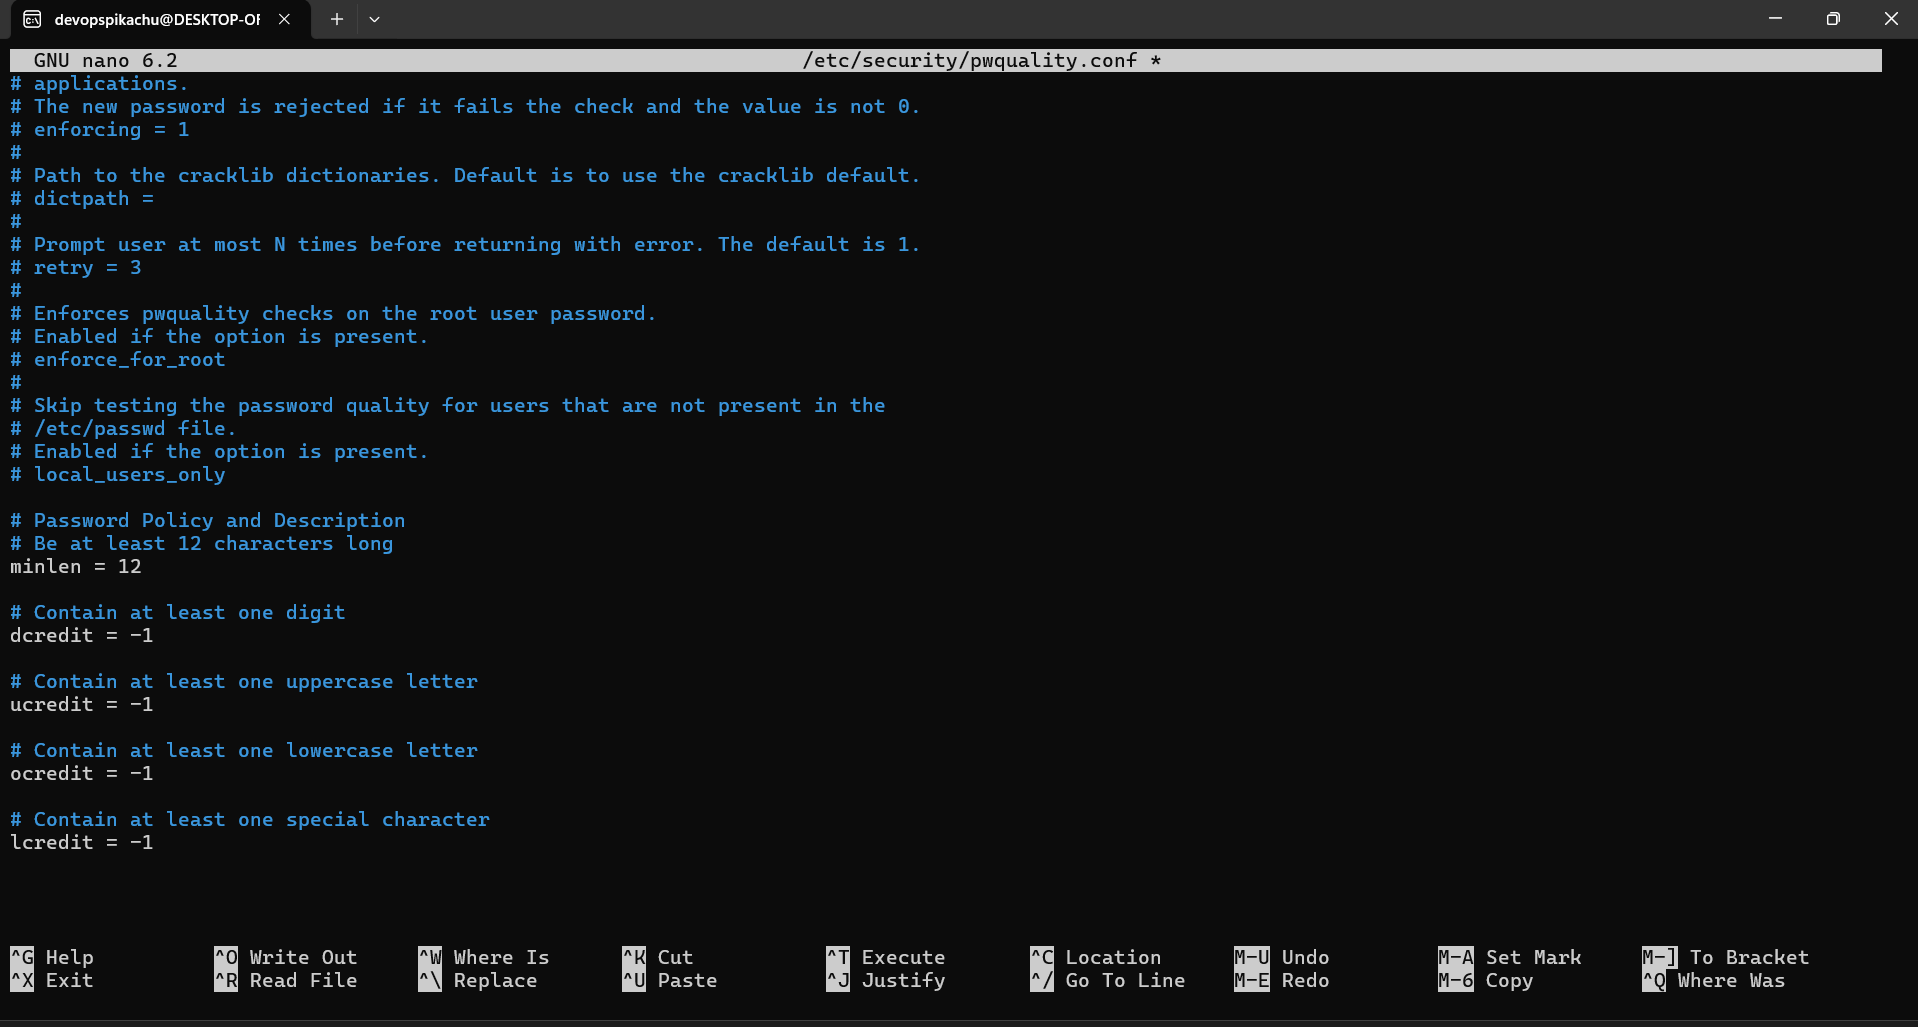 devopspikachu@DESKTOP-OF
GNU nano 6.2 /etc/security/pwquality.conf *
# applications.
# The new password is rejected if it fails the check and the value is not 0.
# enforcing = 1
#
# Path to the cracklib dictionaries. Default is to use the cracklib default.
# dictpath =
#
# Prompt user at most N times before returning with error. The default is 1.
# retry = 3
#
# Enforces pwquality checks on the root user password.
# Enabled if the option is present.
# enforce_for_root
#
# Skip testing the password quality for users that are not present in the
# /etc/passwd file.
# Enabled if the option is present.
# local_users_only
# Password Policy and Description
# Be at least 12 characters long
minlen = 12
# Contain at least one digit
dcredit = -1
# Contain at least one uppercase letter
ucredit = -1
# Contain at least one lowercase letter
ocredit = -1
# Contain at least one special character
lcredit = -1
^G Help ^O Write Out ^W Where Is ^K Cut ^T Execute ^C Location M-U Undo M-A Set Mark M-] To Bracket
^X Exit ^R Read File ^\ Replace ^U Paste ^J Justify ^/ Go To Line M-E Redo M-6 Copy ^Q Where Was